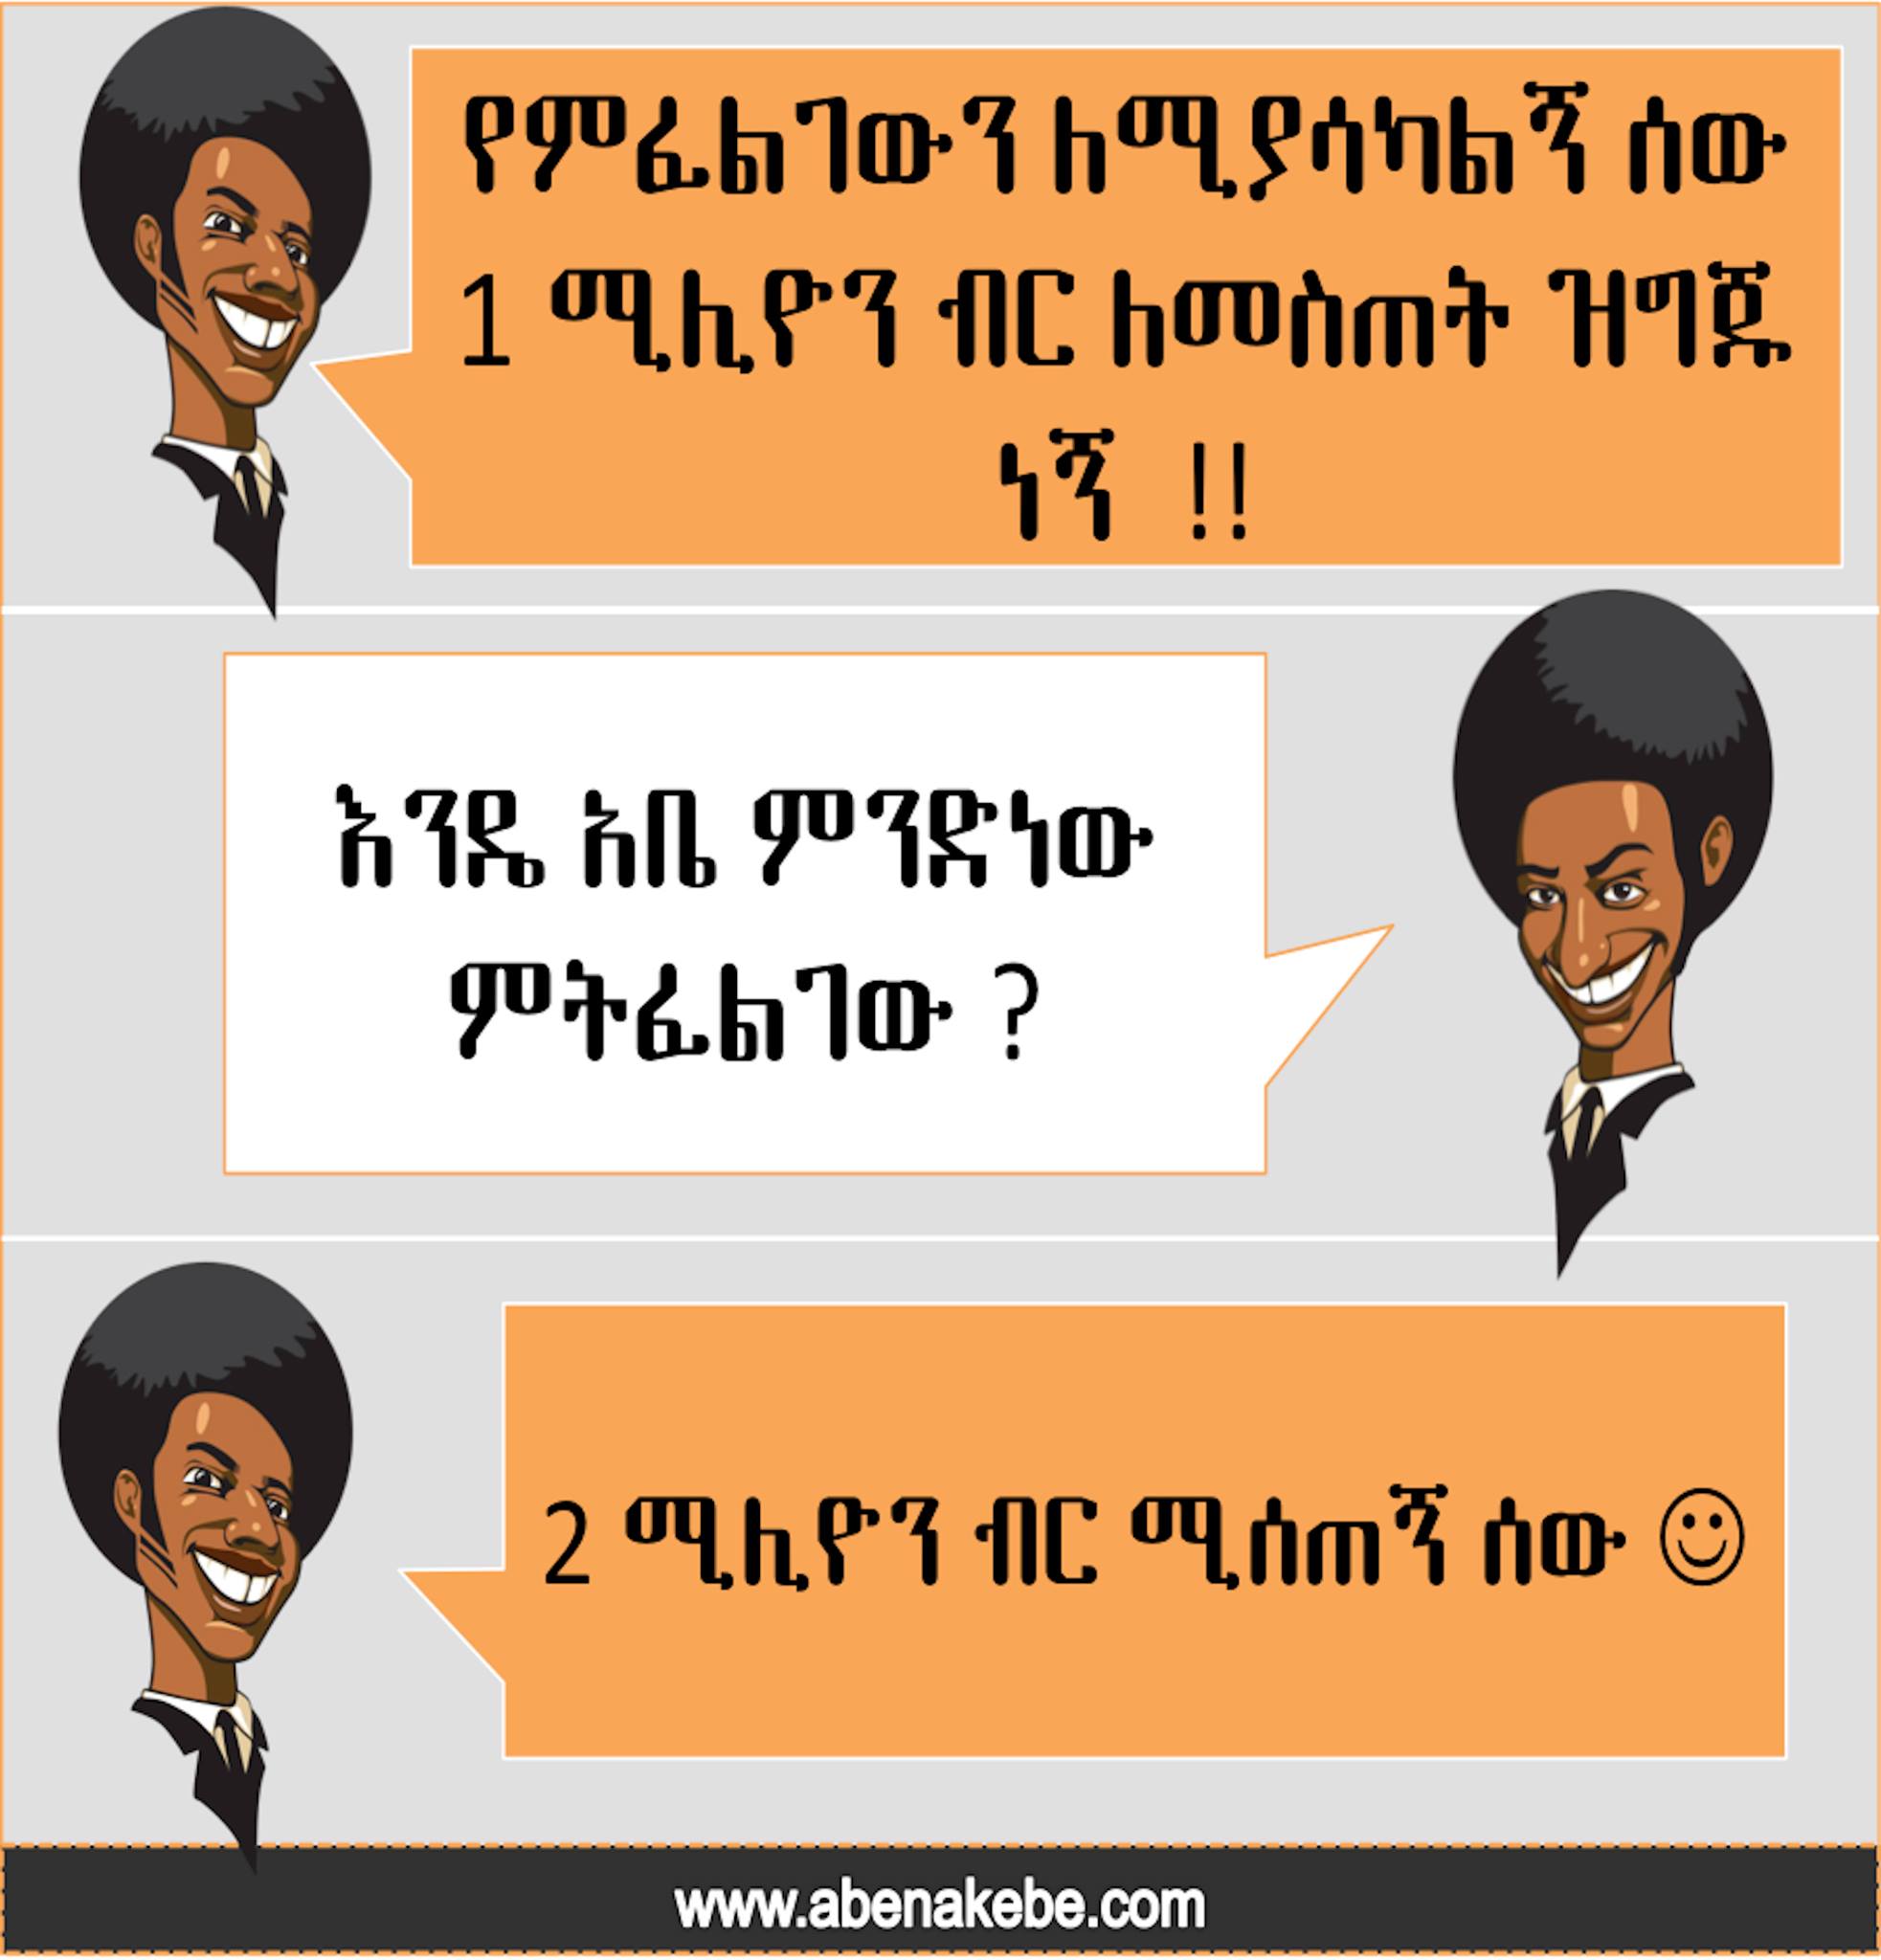 የምፈልገውን ለሚያሳካልኝ ሰው
1 ሚሊዮን ብር ለመስጠት ዝግጁ
ነኝ !!
እንዴ አቤ ምንድነው
ምትፈልገው ?
2 ሚሊዮን ብር ሚሰጠኝ ሰው ☺
www.abenakebe.com